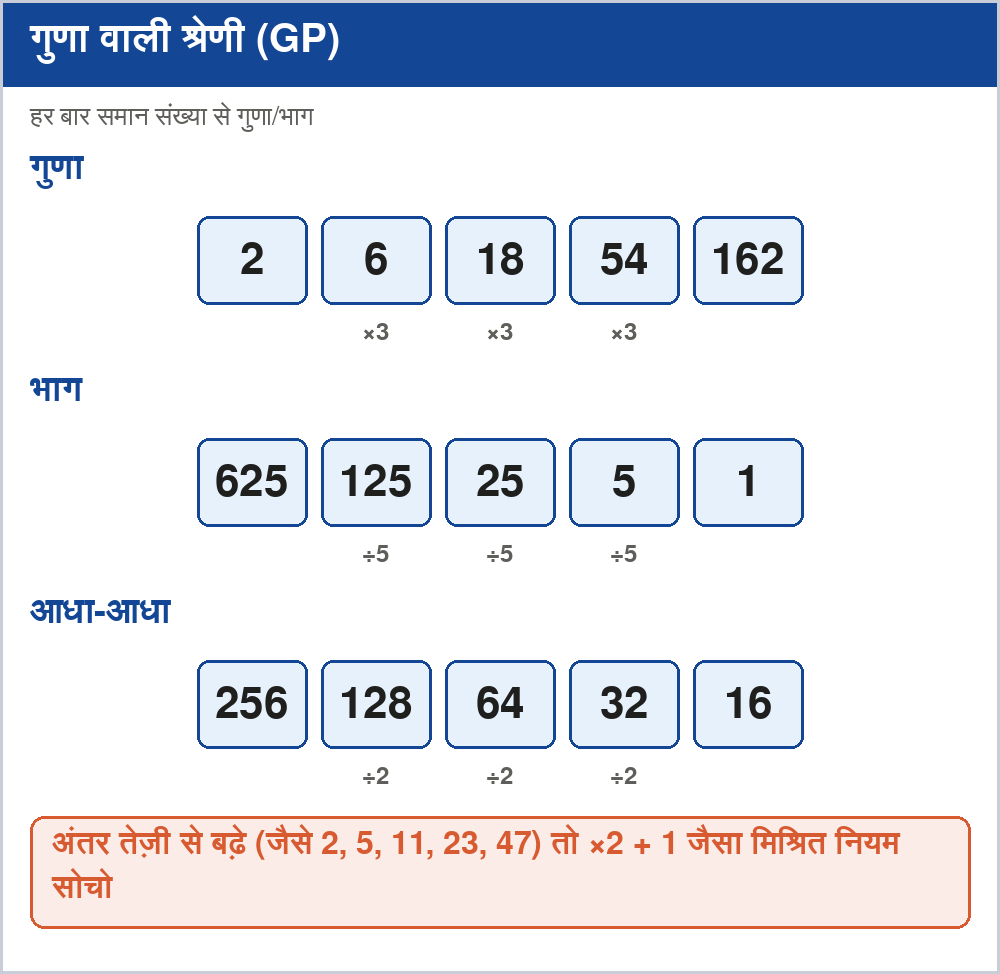 गुणा वाली श्रेणी (GP)
हर बार समान संख्या से गुणा/भाग
गुणा
2 6 18 54 162
×3 ×3 ×3
भाग
625 125 25 5 1
÷5 ÷5 ÷5
आधा-आधा
256 128 64 32 16
÷2 ÷2 ÷2
अंतर तेज़ी से बढ़े (जैसे 2, 5, 11, 23, 47) तो ×2 + 1 जैसा मिश्रित नियम
सोचो